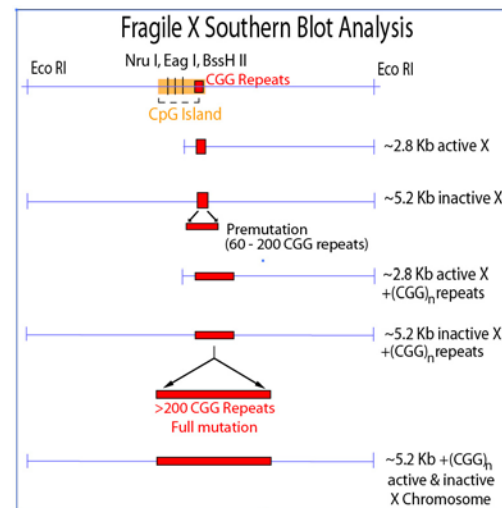 Fragile X Southern Blot Analysis
Eco RI
Nru I, Eag I, BssH II
Eco RI
CGG Repeats
CpG Island
~2.8 Kb active X
~5.2 Kb inactive X
Premutation
(60 - 200 CGG repeats)
~2.8 Kb active X
+(CGG)n repeats
~5.2 Kb inactive X
+(CGG)n repeats
>200 CGG Repeats
Full mutation
~5.2 Kb +(CGG)n
active & inactive
X Chromosome